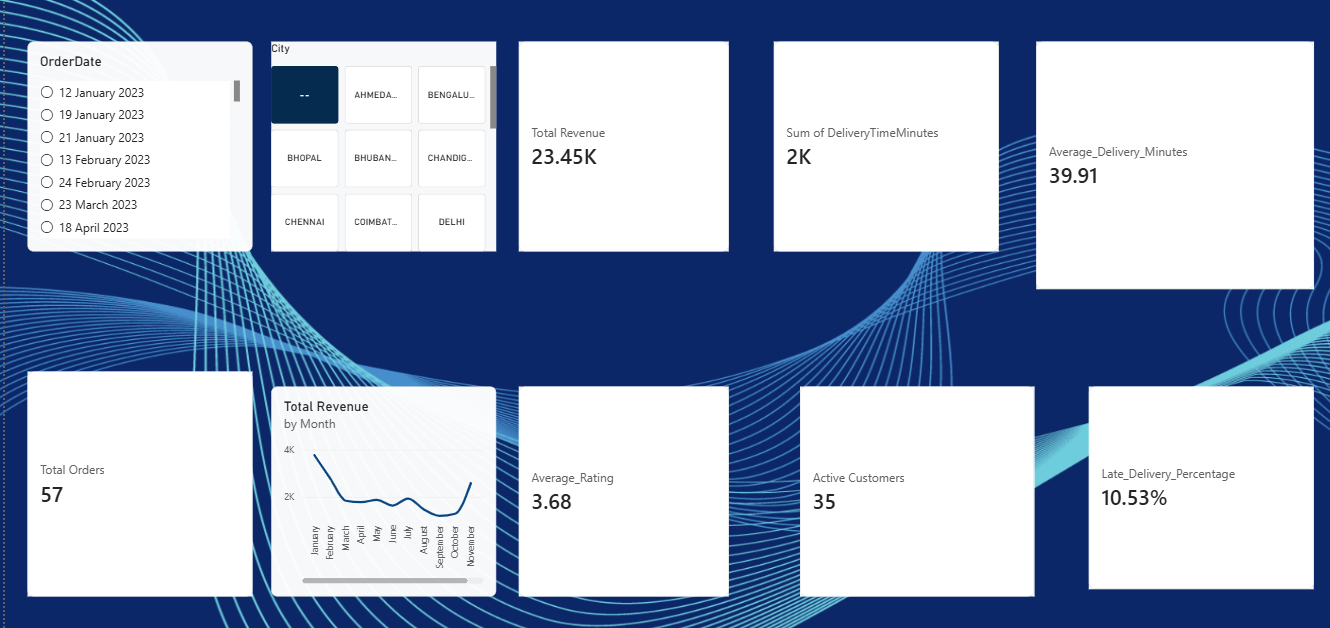 OrderDate
12 January 2023
19 January 2023
21 January 2023
13 February 2023
24 February 2023
23 March 2023
18 April 2023
City
--
AHMEDA...
BENGALU...
BHOPAL
BHUBAN...
CHANDIG...
CHENNAI
COIMBAT...
DELHI
Total Revenue
23.45K
Sum of DeliveryTimeMinutes
2K
Average_Delivery_Minutes
39.91
Total Orders
57
Total Revenue
by Month
4K
2K
January
February
March
April
May
June
July
August
September
October
November
Average_Rating
3.68
Active Customers
35
Late_Delivery_Percentage
10.53%